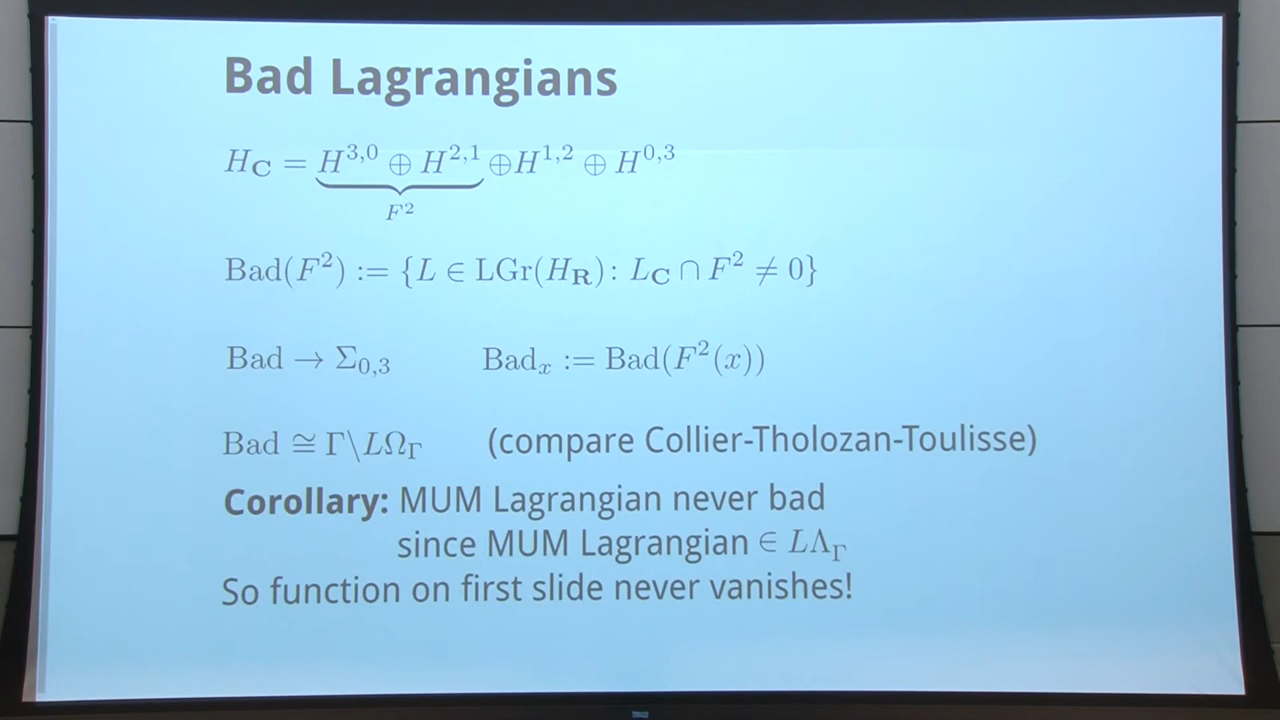 Bad Lagrangians
H_C = H^{3,0} ⊕ H^{2,1} ⊕ H^{1,2} ⊕ H^{0,3}
F^2
Bad(F^2) := {L ∈ LGr(H_R): L_C ∩ F^2 ≠ 0}
Bad → Σ_{0,3} Bad_x := Bad(F^2(x))
Bad ≅ Γ\LΩ_Γ (compare Collier-Tholozan-Toulisse)
Corollary: MUM Lagrangian never bad
since MUM Lagrangian ∈ LΛ_Γ
So function on first slide never vanishes!